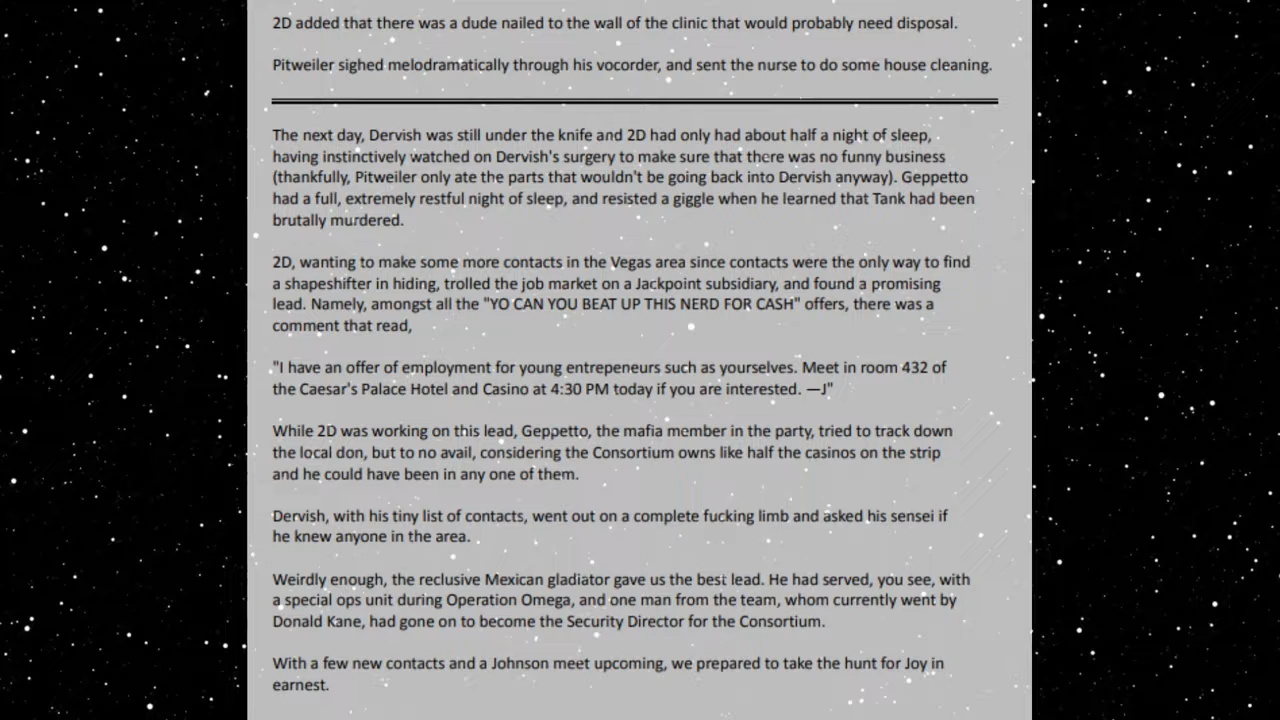 2D added that there was a dude nailed to the wall of the clinic that would probably need disposal.
Pitweiler sighed melodramatically through his vocorder, and sent the nurse to do some house cleaning.
The next day, Dervish was still under the knife and 2D had only had about half a night of sleep,
having instinctively watched on Dervish's surgery to make sure that there was no funny business
(thankfully, Pitweiler only ate the parts that wouldn't be going back into Dervish anyway). Geppetto
had a full, extremely restful night of sleep, and resisted a giggle when he learned that Tank had been
brutally murdered.
2D, wanting to make some more contacts in the Vegas area since contacts were the only way to find
a shapeshifter in hiding, trolled the job market on a Jackpoint subsidiary, and found a promising
lead. Namely, amongst all the "YO CAN YOU BEAT UP THIS NERD FOR CASH" offers, there was a
comment that read,
"I have an offer of employment for young entrepeneurs such as yourselves. Meet in room 432 of
the Caesar's Palace Hotel and Casino at 4:30 PM today if you are interested. —J"
While 2D was working on this lead, Geppetto, the mafia member in the party, tried to track down
the local don, but to no avail, considering the Consortium owns like half the casinos on the strip
and he could have been in any one of them.
Dervish, with his tiny list of contacts, went out on a complete fucking limb and asked his sensei if
he knew anyone in the area.
Weirdly enough, the reclusive Mexican gladiator gave us the best lead. He had served, you see, with
a special ops unit during Operation Omega, and one man from the team, whom currently went by
Donald Kane, had gone on to become the Security Director for the Consortium.
With a few new contacts and a Johnson meet upcoming, we prepared to take the hunt for Joy in
earnest.